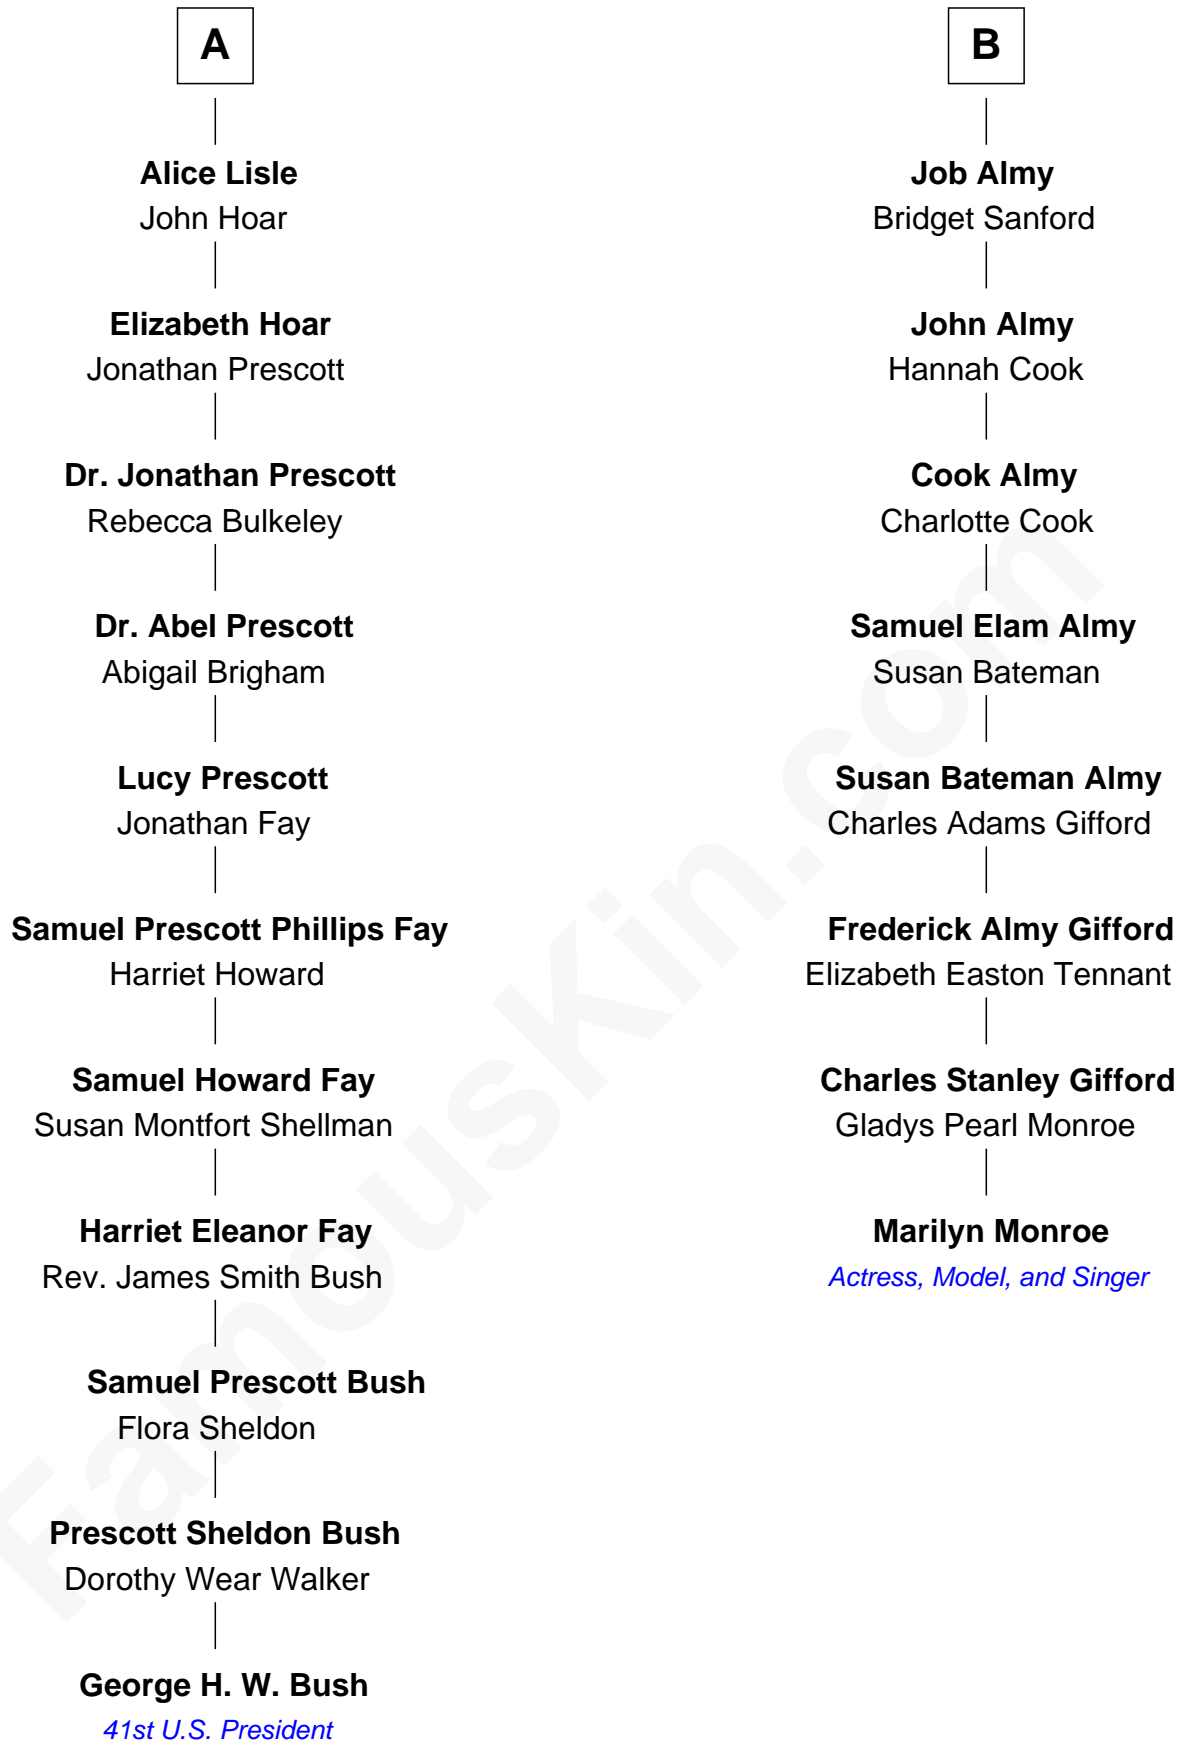 A
Alice Lisle
John Hoar
Elizabeth Hoar
Jonathan Prescott
Dr. Jonathan Prescott
Rebecca Bulkeley
Dr. Abel Prescott
Abigail Brigham
Lucy Prescott
Jonathan Fay
Samuel Prescott Phillips Fay
Harriet Howard
Samuel Howard Fay
Susan Montfort Shellman
Harriet Eleanor Fay
Rev. James Smith Bush
Samuel Prescott Bush
Flora Sheldon
Prescott Sheldon Bush
Dorothy Wear Walker
George H. W. Bush
41st U.S. President
B
Job Almy
Bridget Sanford
John Almy
Hannah Cook
Cook Almy
Charlotte Cook
Samuel Elam Almy
Susan Bateman
Susan Bateman Almy
Charles Adams Gifford
Frederick Almy Gifford
Elizabeth Easton Tennant
Charles Stanley Gifford
Gladys Pearl Monroe
Marilyn Monroe
Actress, Model, and Singer
FamousKin.com